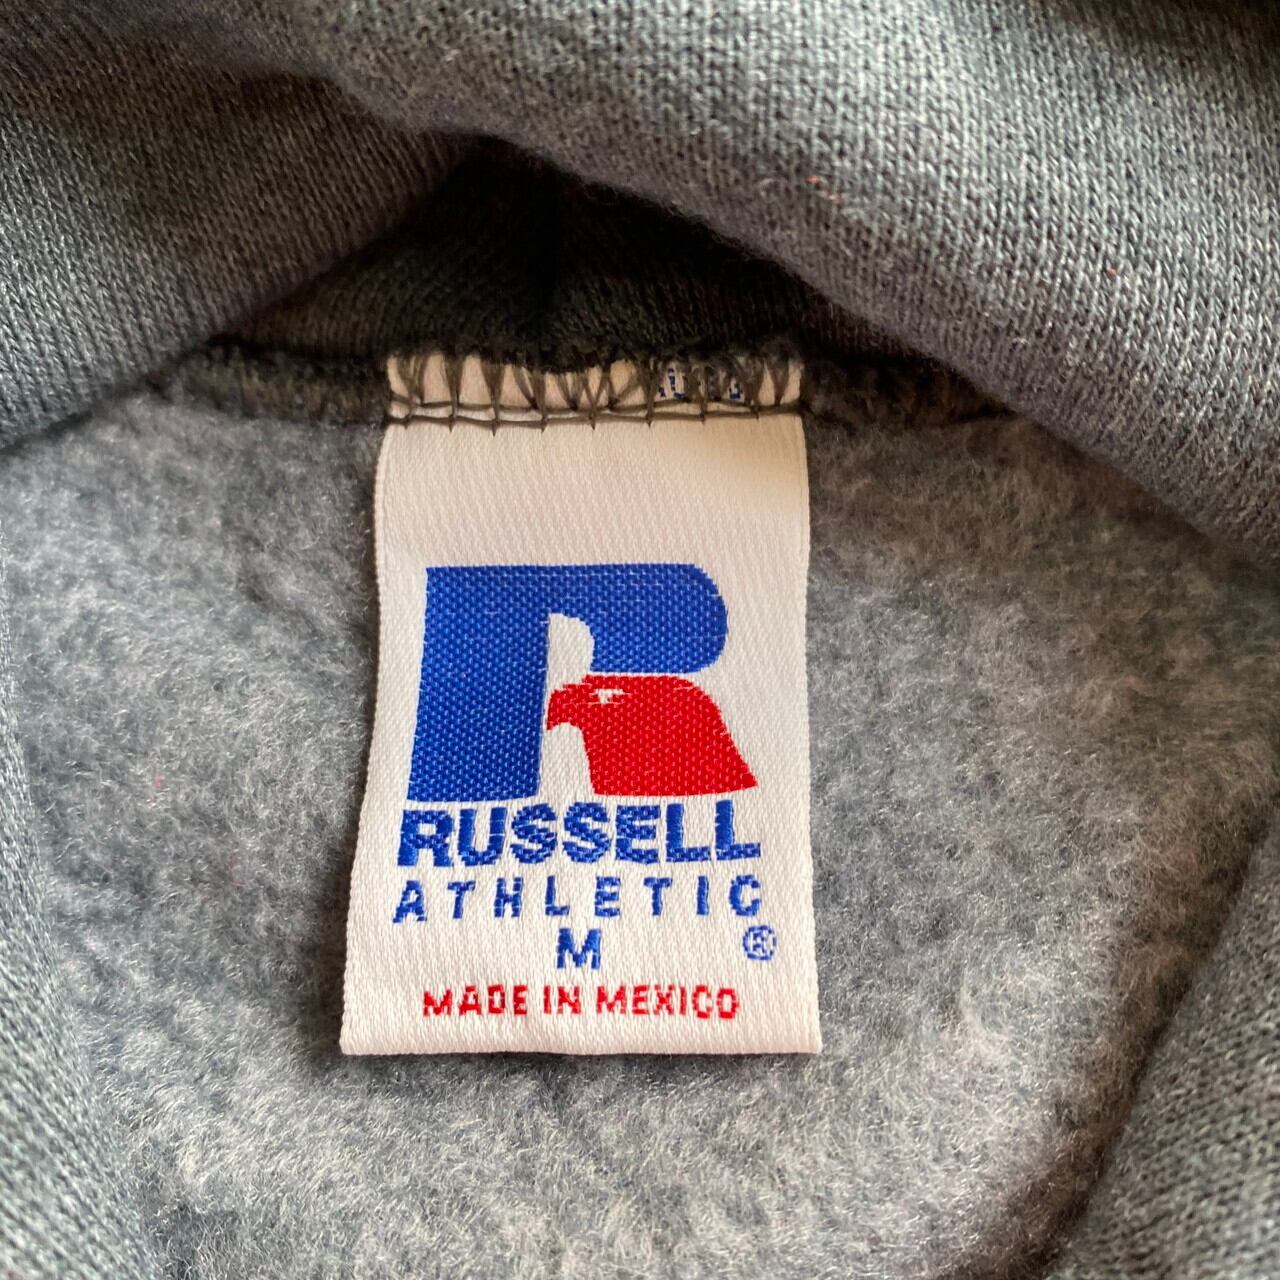 R
RUSSELL
ATHLETIC
M ®
MADE IN MEXICO